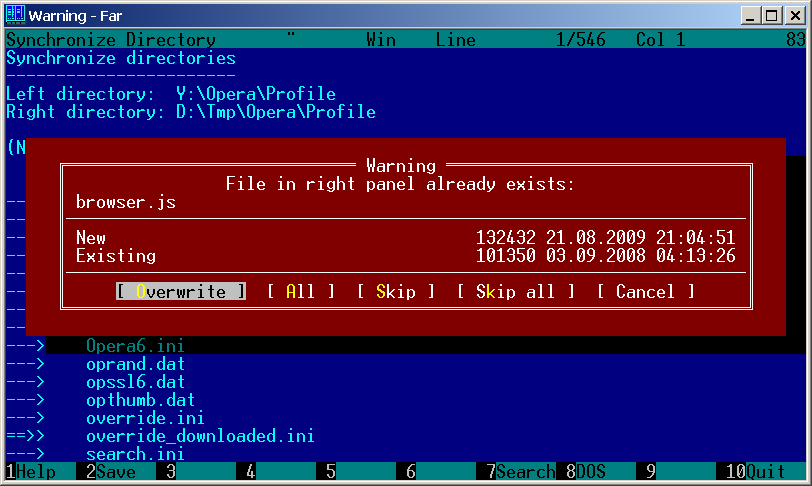 Warning - Far
Synchronize Directory " Win Line 1/546 Col 1 83
Synchronize directories
-----------------------
Left directory: Y:\Opera\Profile
Right directory: D:\Tmp\Opera\Profile
(N
Warning
File in right panel already exists:
browser.js
New 132432 21.08.2009 21:04:51
Existing 101350 03.09.2008 04:13:26
[ Overwrite ] [ All ] [ Skip ] [ Skip all ] [ Cancel ]
---> Opera6.ini
---> oprand.dat
---> opssl6.dat
---> opthumb.dat
---> override.ini
==>> override_downloaded.ini
---> search.ini
1Help 2Save 3 4 5 6 7Search 8DOS 9 10Quit